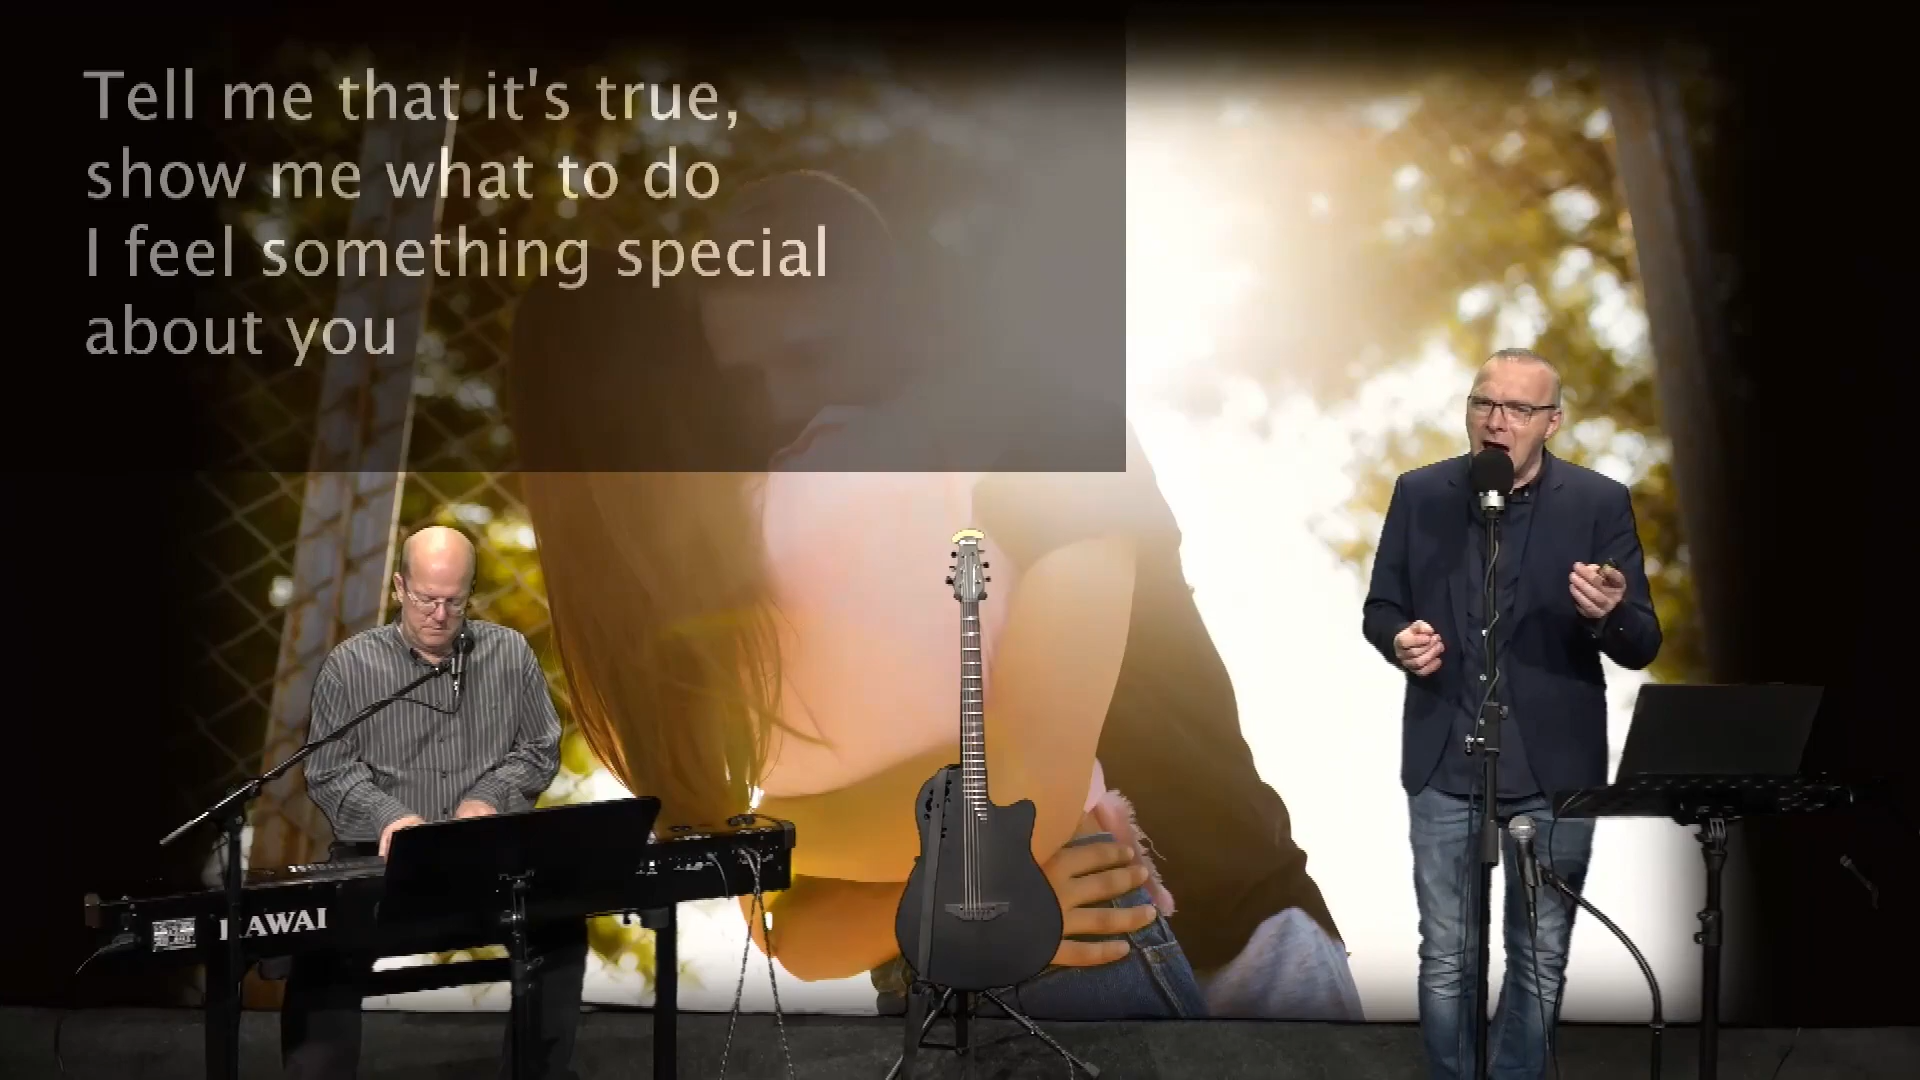 Tell me that it's true,
show me what to do
I feel something special
about you
KAWAI